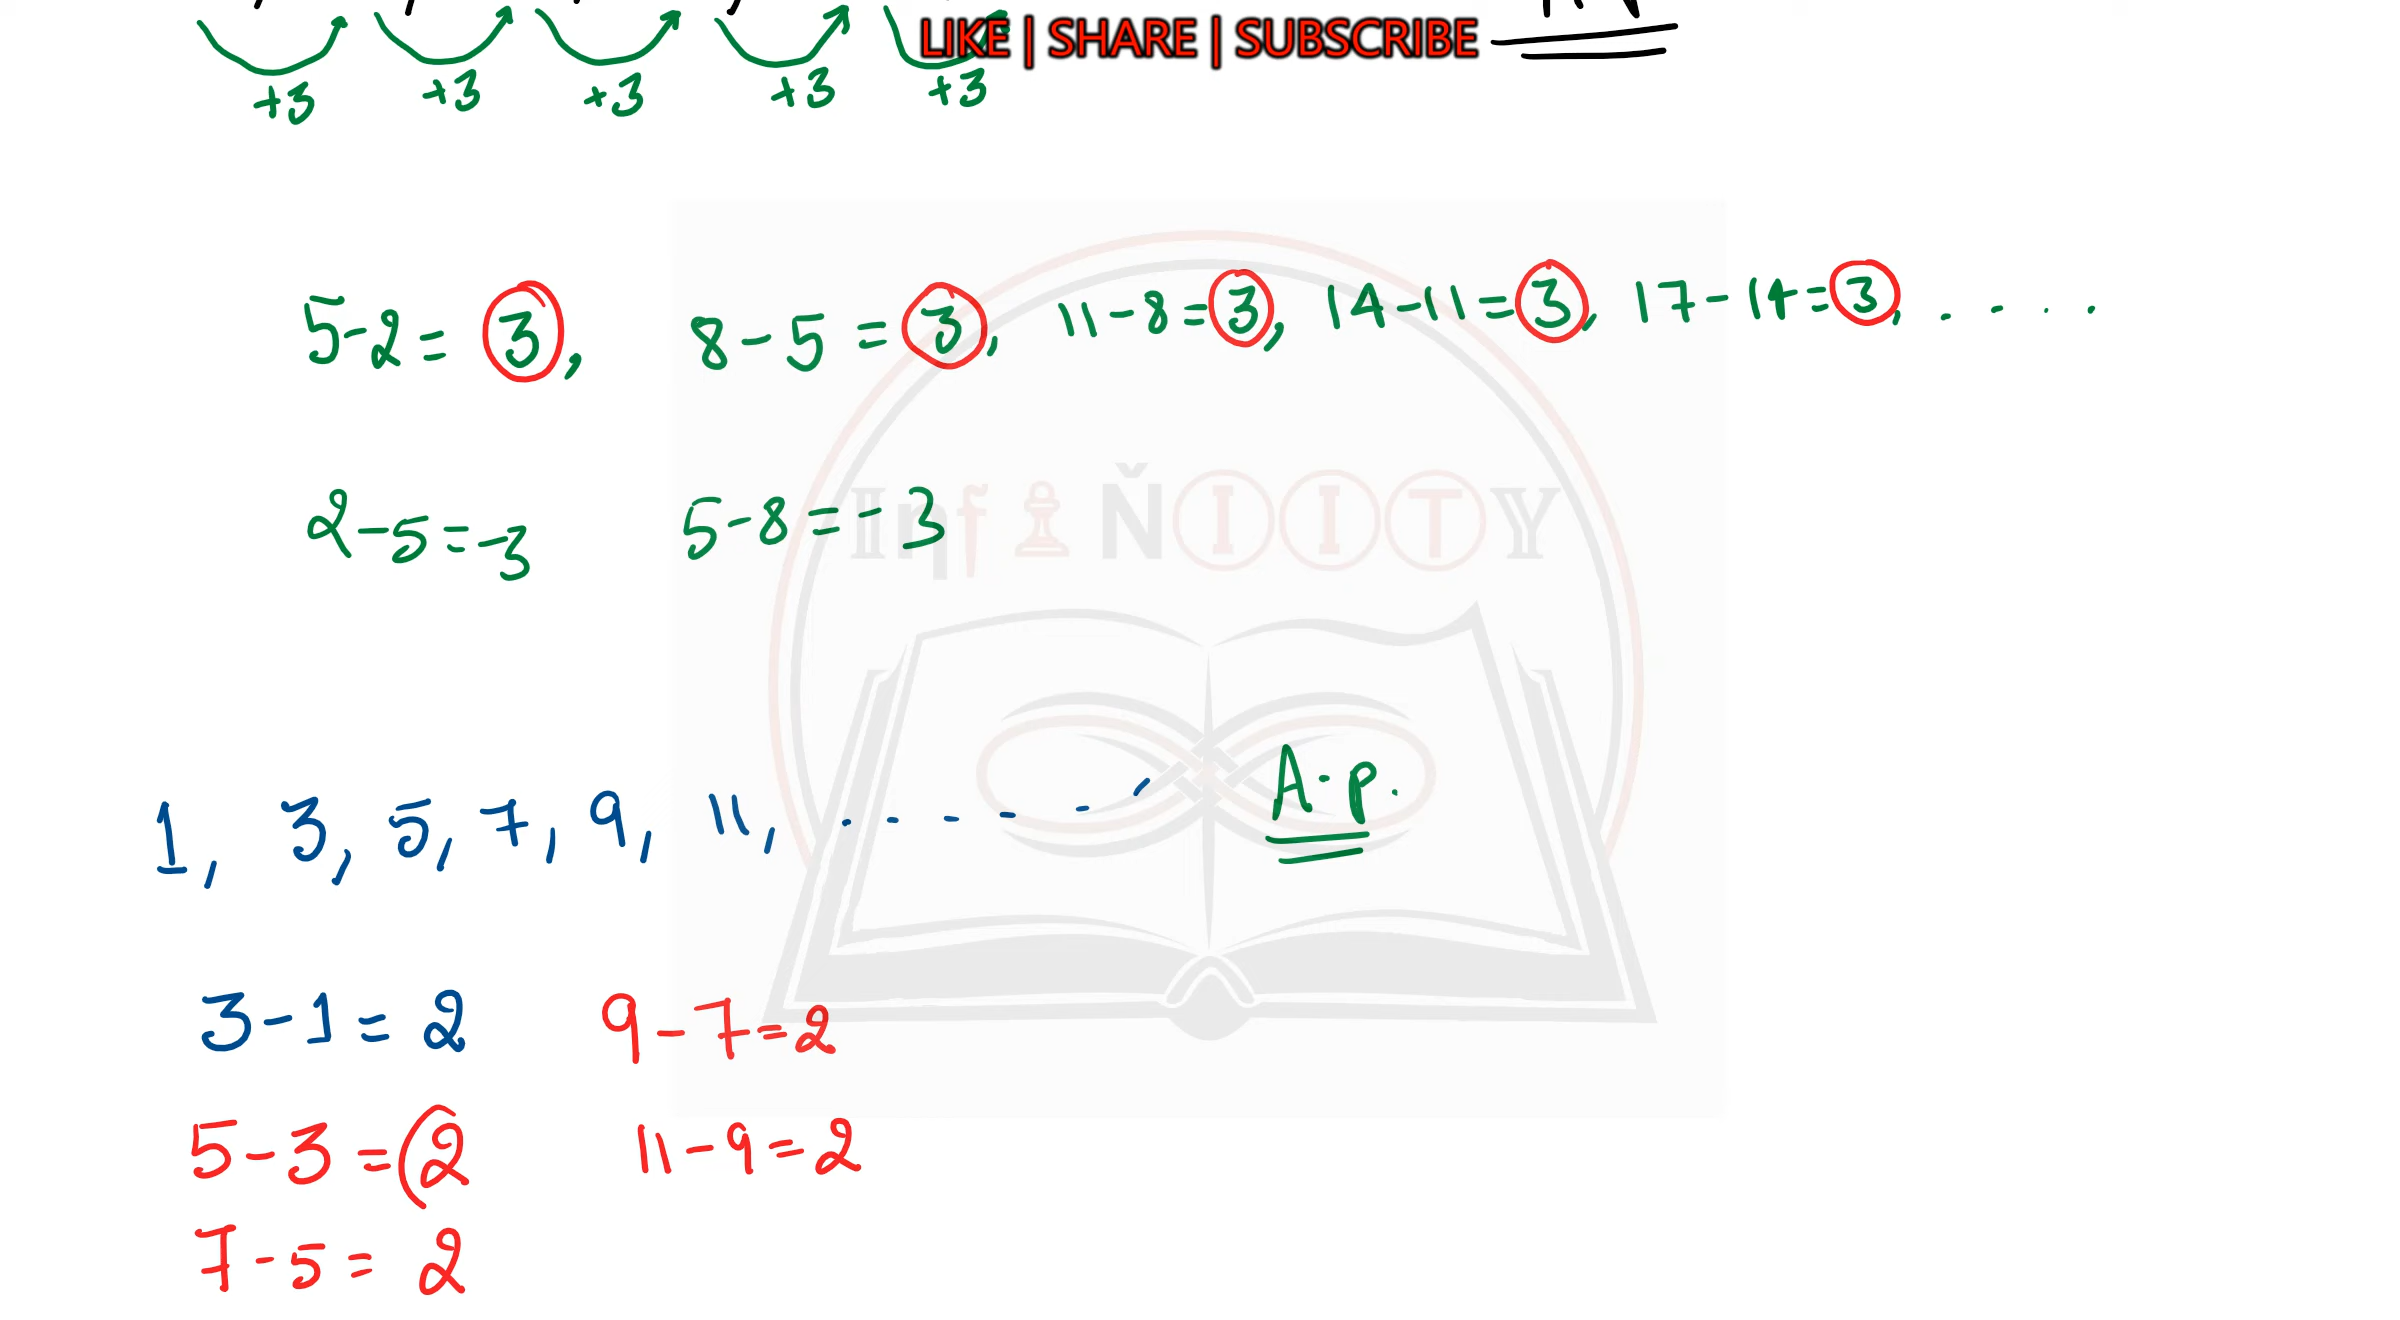 LIKE | SHARE | SUBSCRIBE
+3 +3 +3 +3 +3
5-2 = 3, 8-5 = 3, 11-8=3, 14-11=3, 17-14=3, ....
2-5=-3 5-8=-3
InfiŇIITY
1, 3, 5, 7, 9, 11, ...... A.P.
3-1=2 9-7=2
5-3=(2 11-9=2
7-5=2